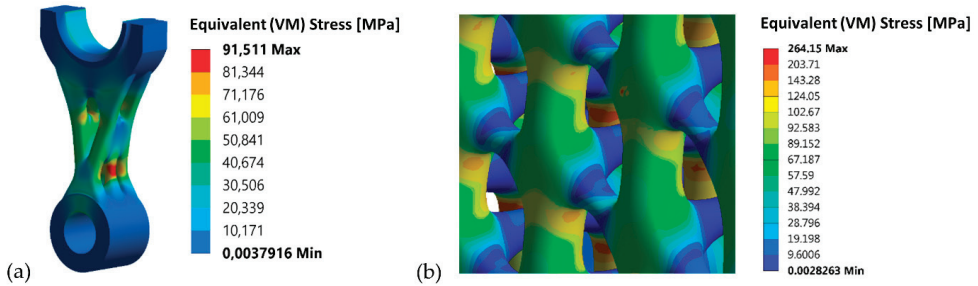 Equivalent (VM) Stress [MPa]
91,511 Max
81,344
71,176
61,009
50,841
40,674
30,506
20,339
10,171
0,0037916 Min
(a)
Equivalent (VM) Stress [MPa]
264.15 Max
203.71
143.28
124.05
102.67
92.583
89.152
67.187
57.59
47.992
38.394
28.796
19.198
9.6006
0.0028263 Min
(b)